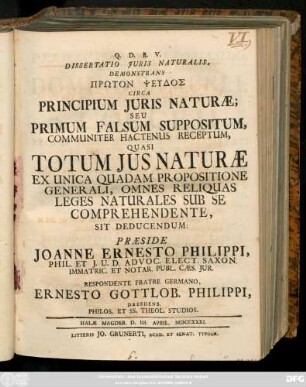 VI.
Q. D. B. V.
DISSERTATIO JURIS NATURALIS,
DEMONSTRANS
ΠΡΩΤΟΝ ΨΕΥΔΟΣ
CIRCA
PRINCIPIUM JURIS NATURÆ;
SEU
PRIMUM FALSUM SUPPOSITUM,
COMMUNITER HACTENUS RECEPTUM,
QUASI
TOTUM JUS NATURÆ
EX UNICA QUADAM PROPOSITIONE
GENERALI, OMNES RELIQUAS
LEGES NATURALES SUB SE
COMPREHENDENTE,
SIT DEDUCENDUM:
PRÆSIDE
JOANNE ERNESTO PHILIPPI,
PHIL. ET J. U. D. ADVOC. ELECT. SAXON.
IMMATRIC. ET NOTAR. PUBL. CÆS. JUR.
RESPONDENTE FRATRE GERMANO,
ERNESTO GOTTLOB. PHILIPPI,
DRESDENS.
PHILOS. ET SS. THEOL. STUDIOS.
HALÆ MAGDEB. D. APRIL. MDCCXXXI.
LITTERIS JO. GRUNERTI, ACAD. ET SENAT. TYPOGR.